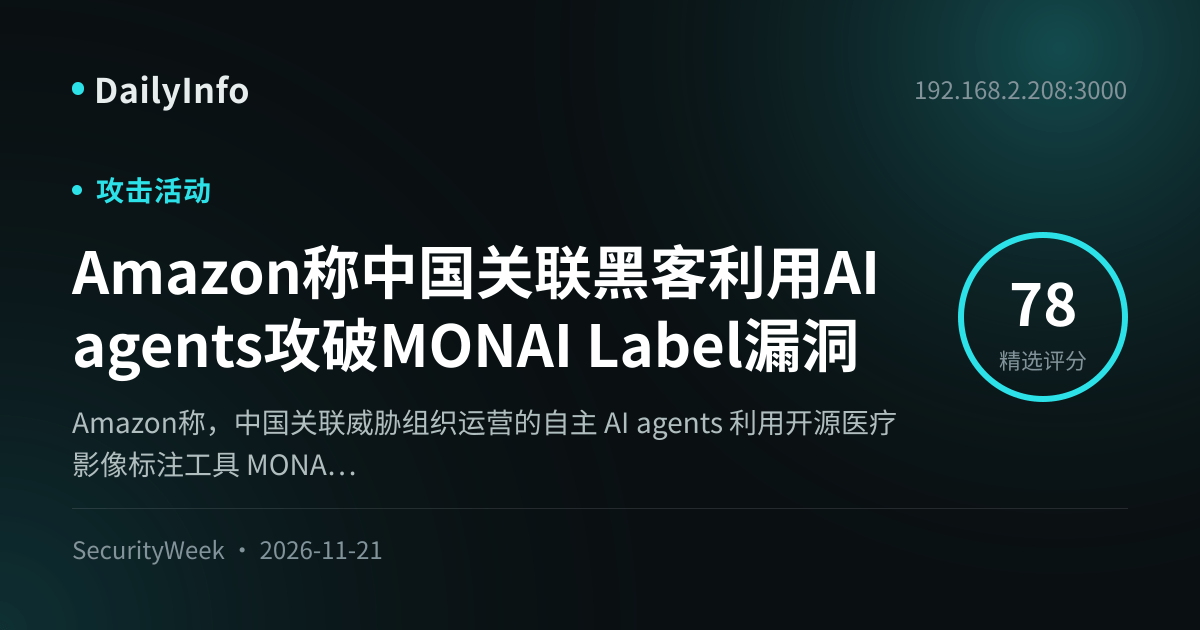 DailyInfo
192.168.2.208:3000
攻击活动
Amazon称中国关联黑客利用AI
agents攻破MONAI Label漏洞
78
精选评分
Amazon称，中国关联威胁组织运营的自主 AI agents 利用开源医疗
影像标注工具 MONA…
SecurityWeek · 2026-11-21